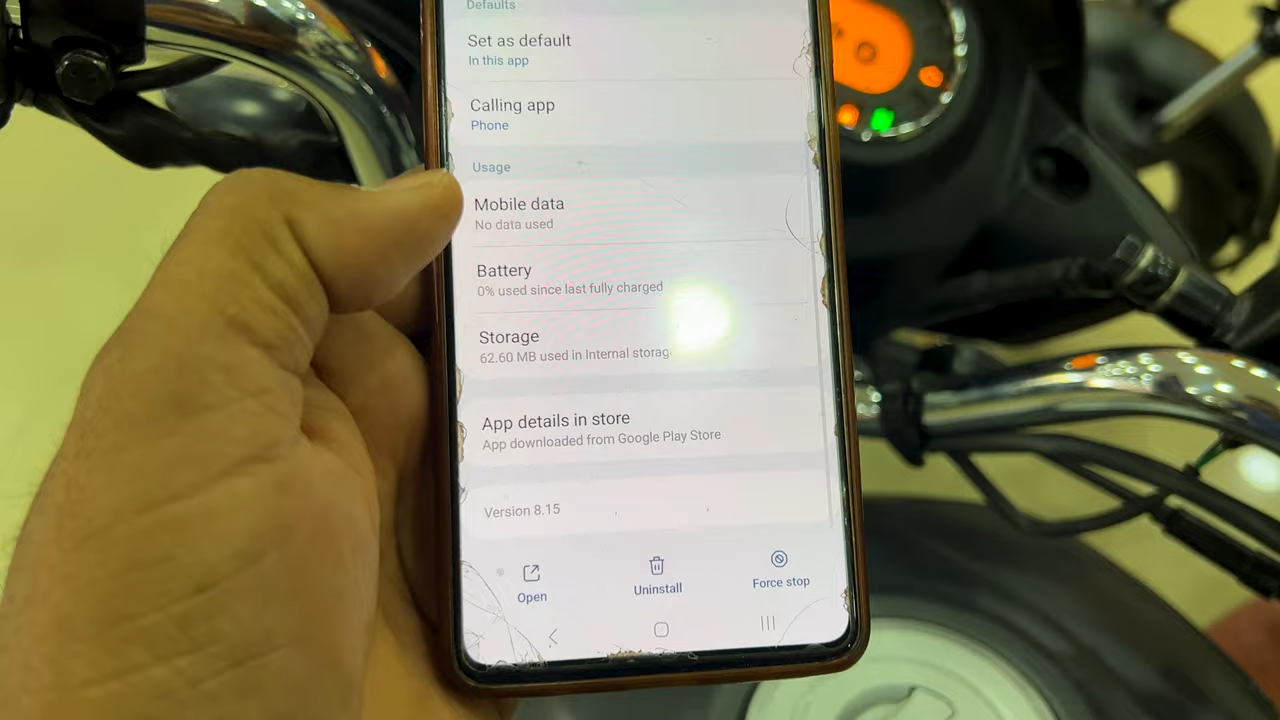 Defaults
Set as default
In this app
Calling app
Phone
Usage
Mobile data
No data used
Battery
0% used since last fully charged
Storage
62.60 MB used in Internal storag
App details in store
App downloaded from Google Play Store
Version 8.15
Open
Uninstall
Force stop